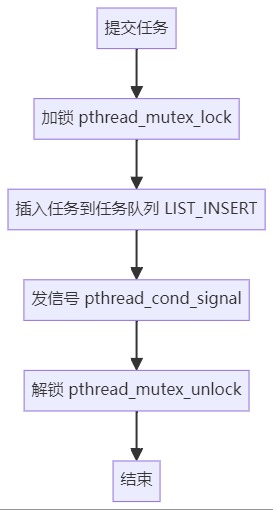 提交任务
加锁 pthread_mutex_lock
插入任务到任务队列 LIST_INSERT
发信号 pthread_cond_signal
解锁 pthread_mutex_unlock
结束